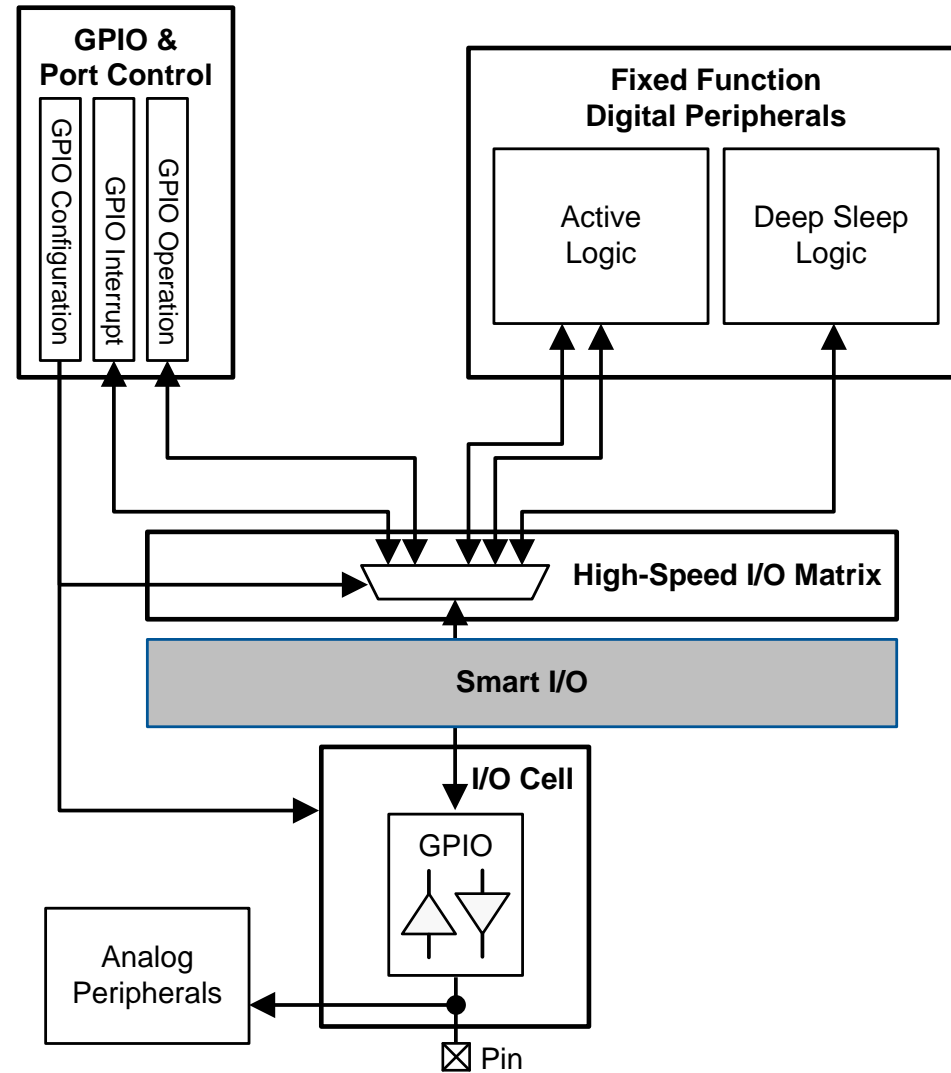 GPIO &
Port Control
GPIO Configuration
GPIO Interrupt
GPIO Operation
Fixed Function
Digital Peripherals
Active
Logic
Deep Sleep
Logic
High-Speed I/O Matrix
Smart I/O
I/O Cell
GPIO
Analog
Peripherals
Pin